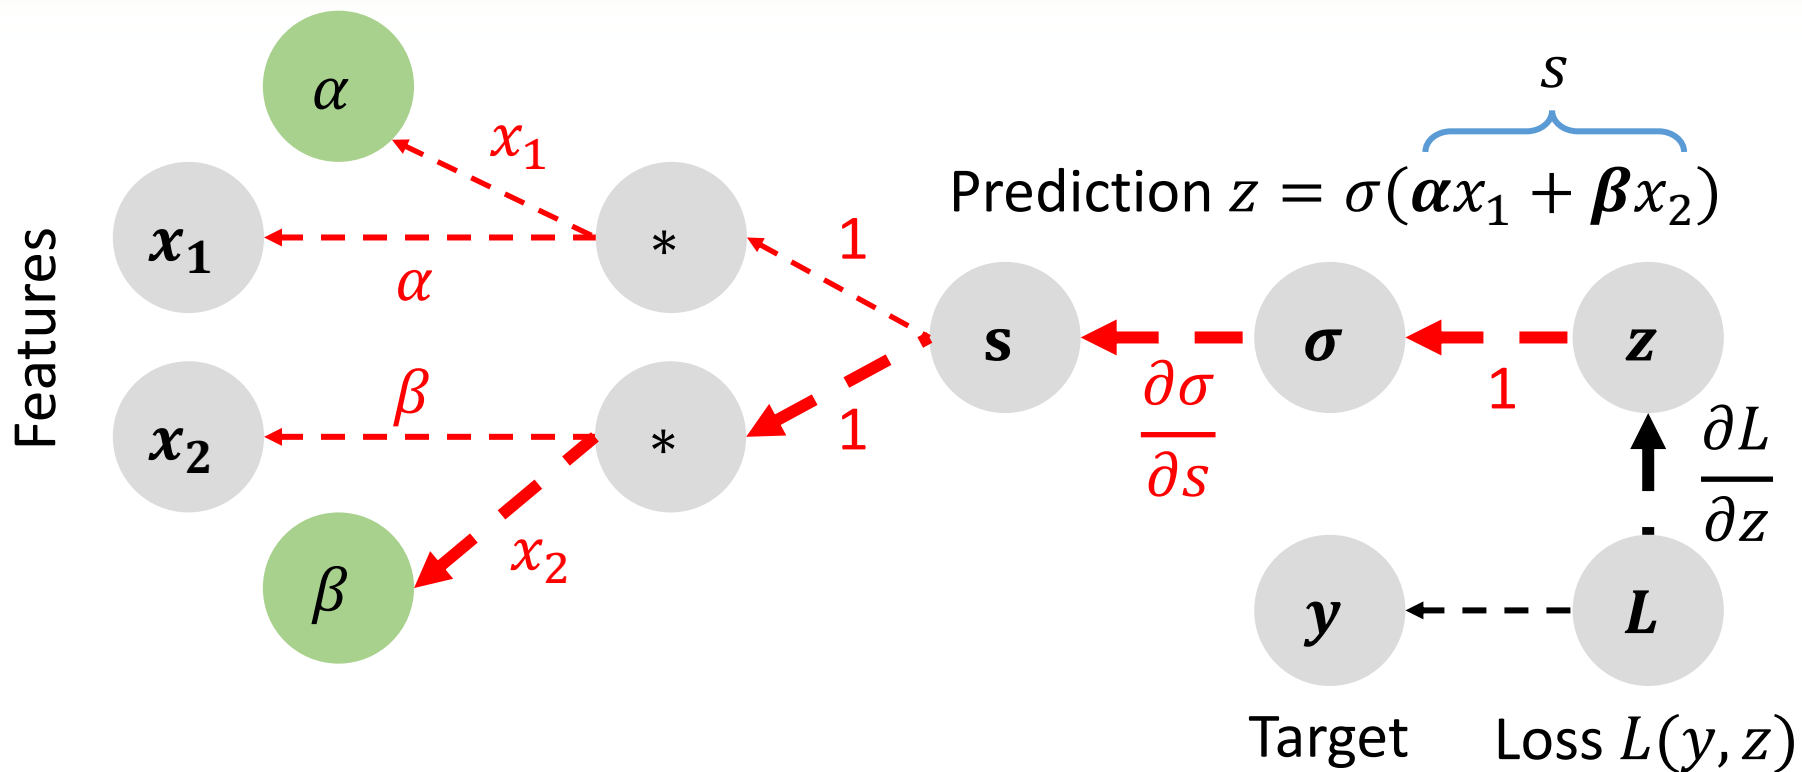 α
s
x₁
Prediction z = σ(αx₁ + βx₂)
Features
x₁
*
1
α
s
σ
z
∂σ/∂s
1
β
x₂
*
1
∂L/∂z
x₂
β
y
L
Target
Loss L(y, z)